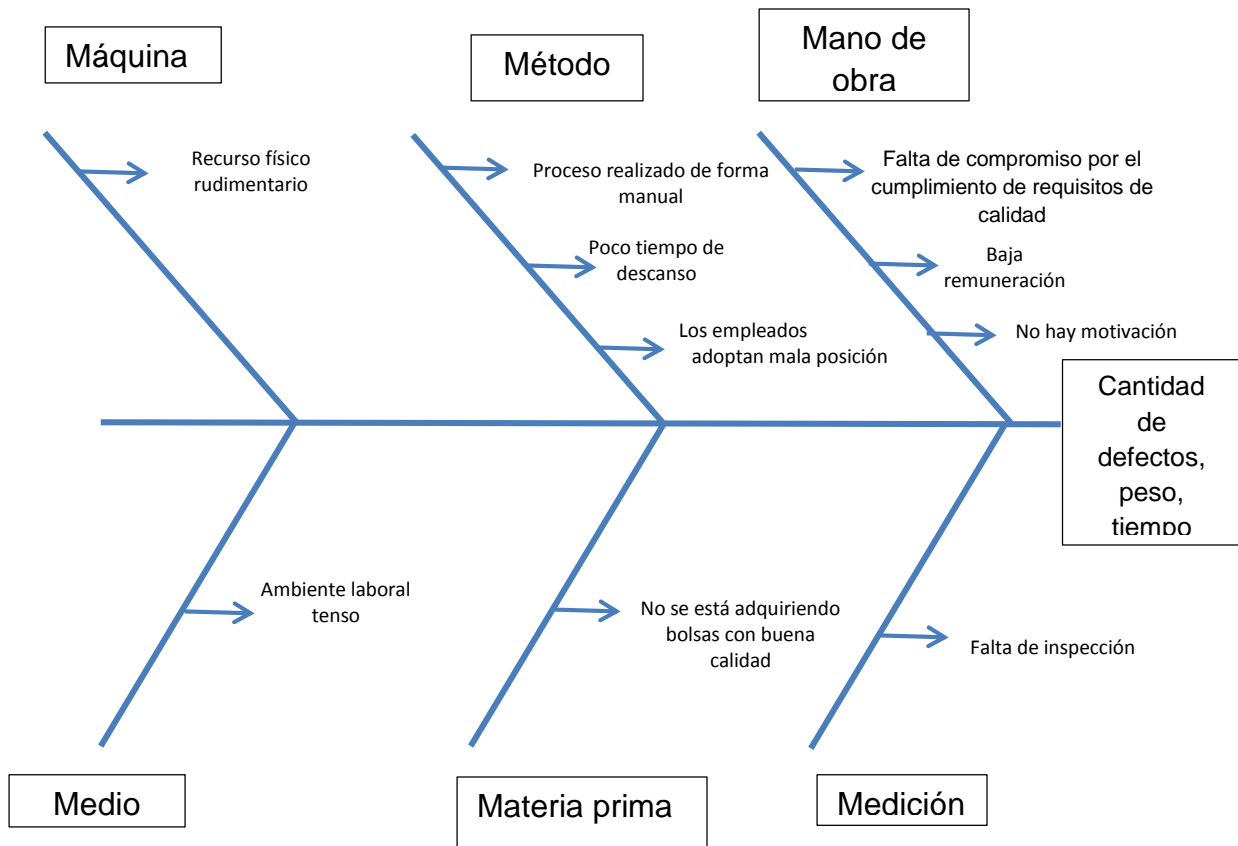 Máquina
Método
Mano de
obra
Recurso físico
rudimentario
Proceso realizado de forma
manual
Poco tiempo de
descanso
Los empleados
adoptan mala posición
Falta de compromiso por el
cumplimiento de requisitos de
calidad
Baja
remuneración
No hay motivación
Cantidad
de
defectos,
peso,
tiempo
Ambiente laboral
tenso
No se está adquiriendo
bolsas con buena
calidad
Falta de inspección
Medio
Materia prima
Medición